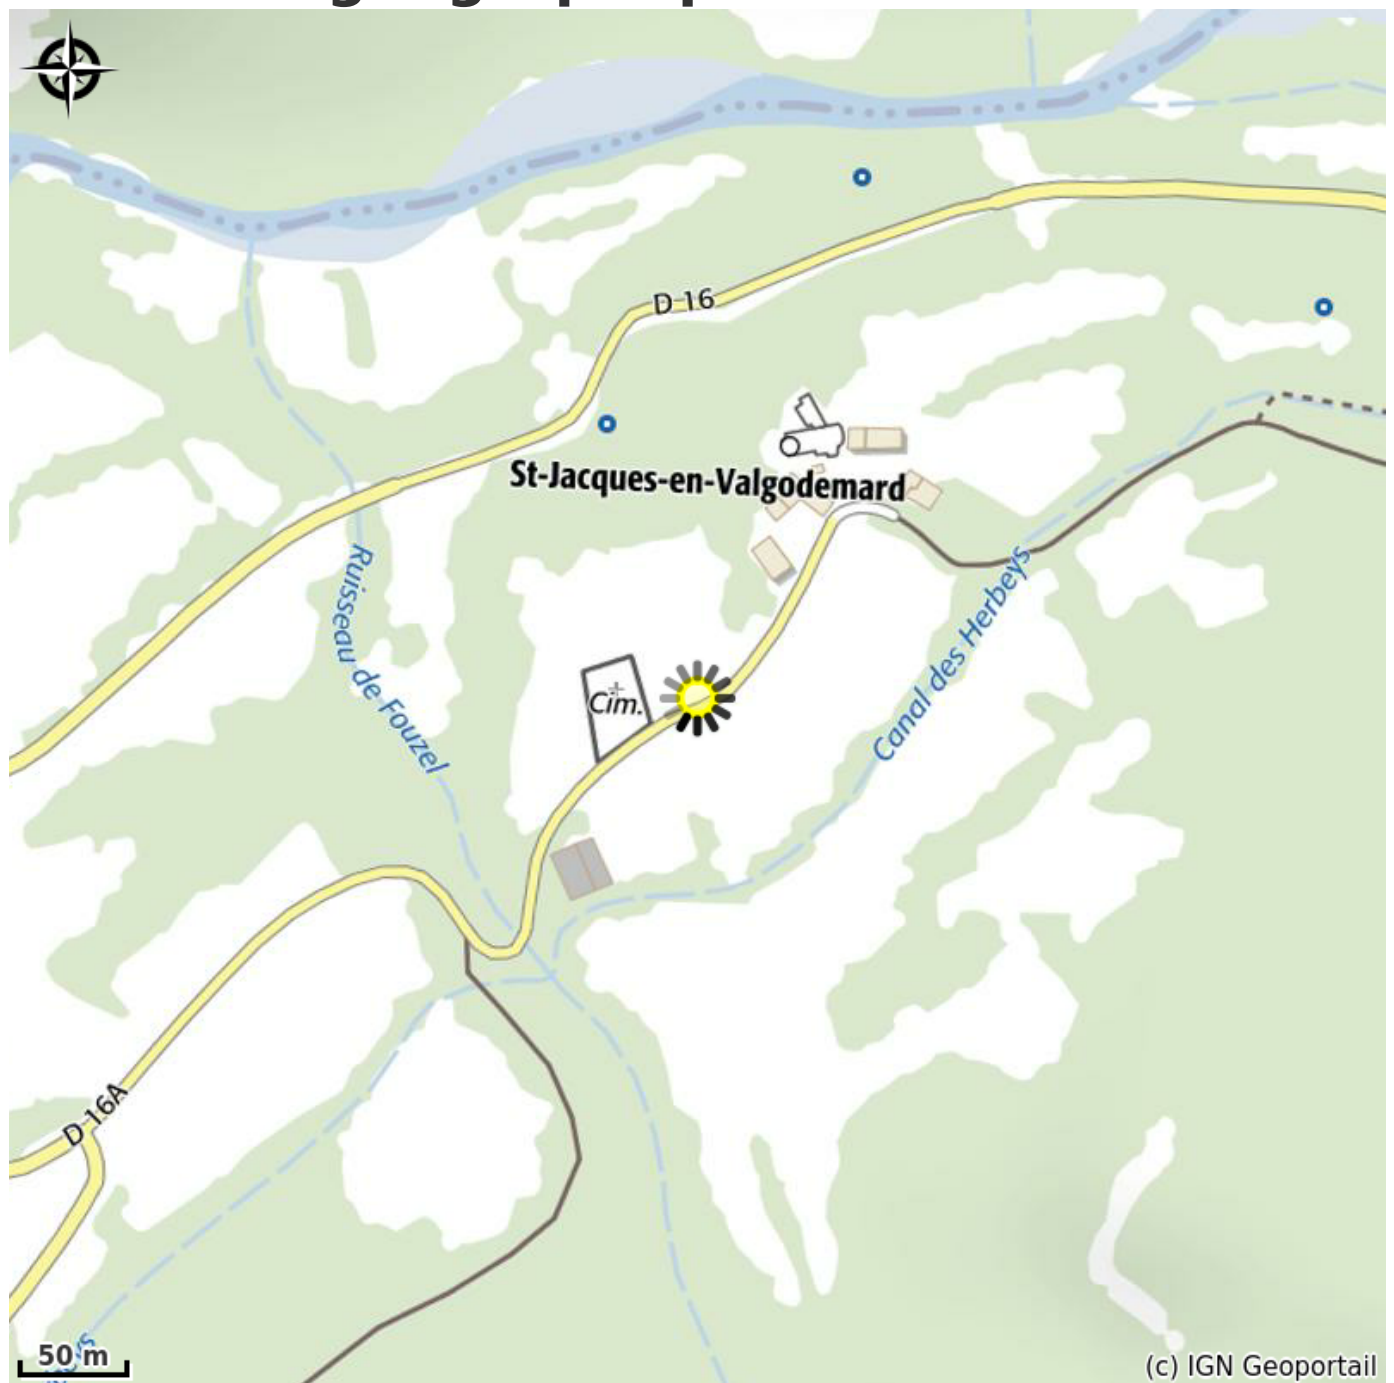 D 16
St-Jacques-en-Valgodemard
Ruisseau de Fouzel
Canal des Herbeys
Cim.
D 16A
50 m
(c) IGN Geoportail